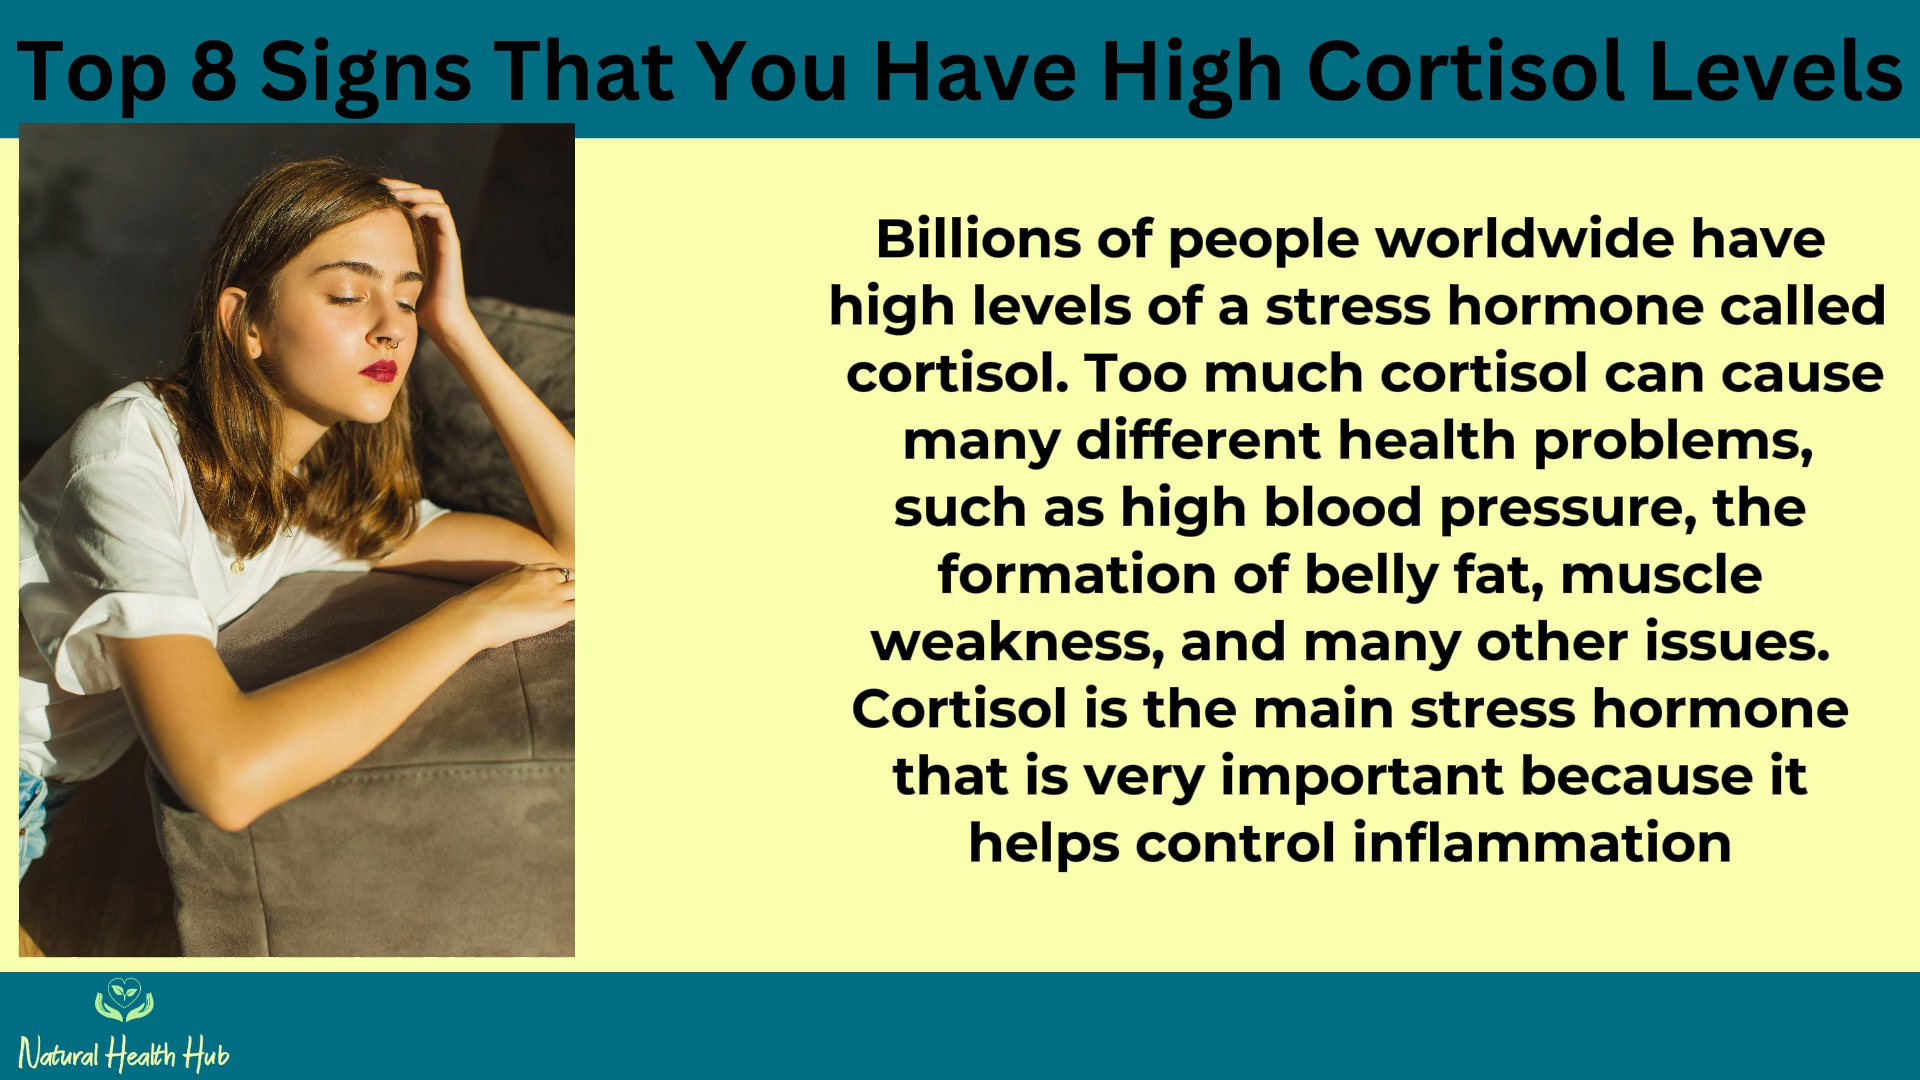 Top 8 Signs That You Have High Cortisol Levels
Billions of people worldwide have
high levels of a stress hormone called
cortisol. Too much cortisol can cause
many different health problems,
such as high blood pressure, the
formation of belly fat, muscle
weakness, and many other issues.
Cortisol is the main stress hormone
that is very important because it
helps control inflammation
Natural Health Hub